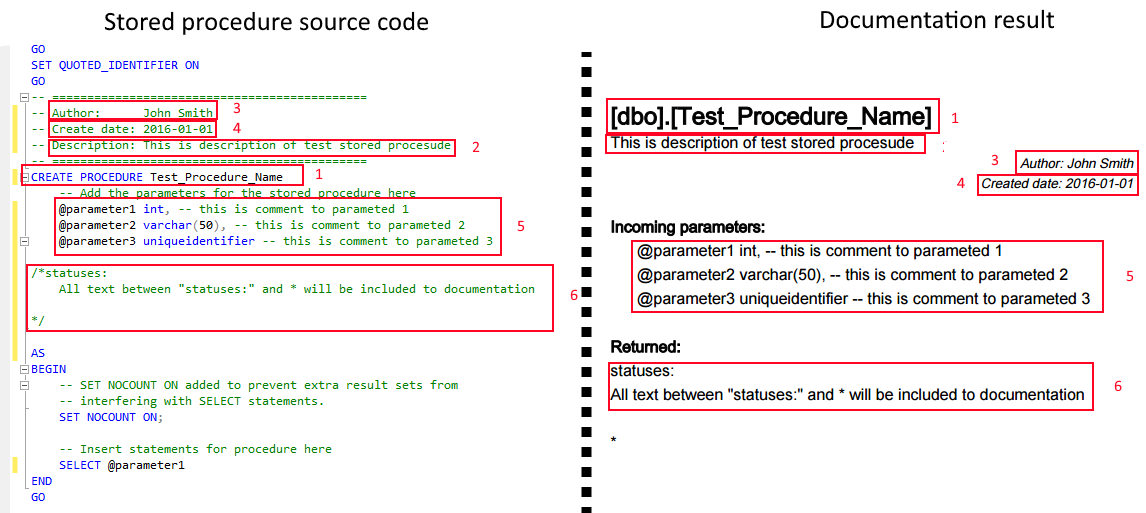 Stored procedure source code
GO
SET QUOTED_IDENTIFIER ON
GO
-- =============================================
-- Author:      John Smith 3
-- Create date: 2016-01-01 4
-- Description: This is description of test stored procesude 2
-- =============================================
CREATE PROCEDURE Test_Procedure_Name 1
-- Add the parameters for the stored procedure here
@parameter1 int, -- this is comment to parameted 1
@parameter2 varchar(50), -- this is comment to parameted 2 5
@parameter3 uniqueidentifier -- this is comment to parameted 3
/*statuses:
All text between "statuses:" and * will be included to documentation 6
*/
AS
BEGIN
-- SET NOCOUNT ON added to prevent extra result sets from
-- interfering with SELECT statements.
SET NOCOUNT ON;
-- Insert statements for procedure here
SELECT @parameter1
END
GO
Documentation result
[dbo].[Test_Procedure_Name] 1
This is description of test stored procesude
3 Author: John Smith
4 Created date: 2016-01-01
Incoming parameters:
@parameter1 int, -- this is comment to parameted 1
@parameter2 varchar(50), -- this is comment to parameted 2 5
@parameter3 uniqueidentifier -- this is comment to parameted 3
Returned:
statuses:
All text between "statuses:" and * will be included to documentation 6
*